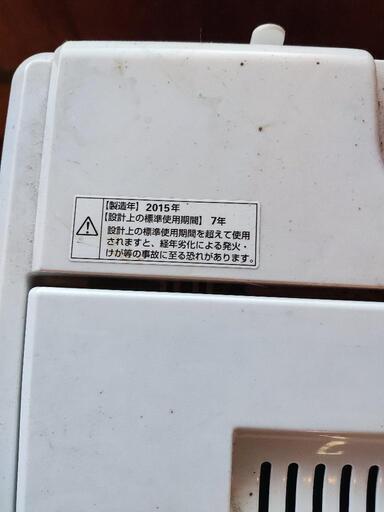 【製造年】 2015年
【設計上の標準使用期間】 7年
設計上の標準使用期間を超えて使用
されますと、経年劣化による発火・
けが等の事故に至る恐れがあります。